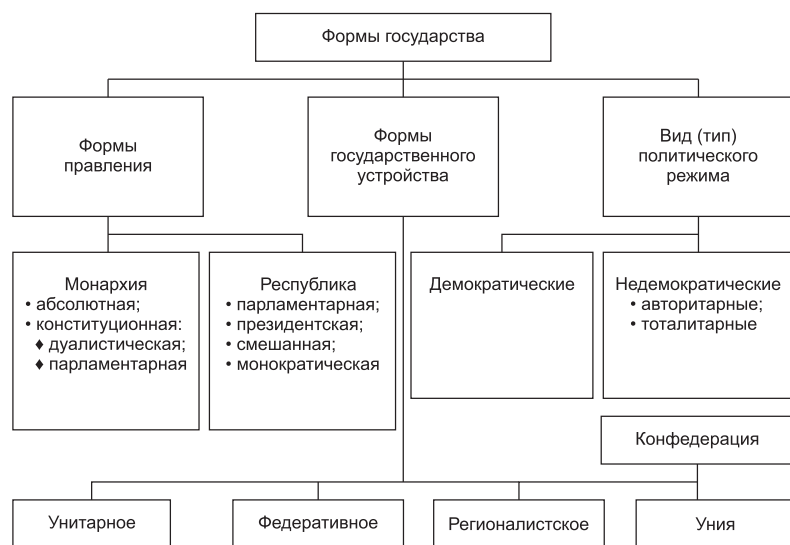 Формы государства
Формы
правления
Формы
государственного
устройства
Вид (тип)
политического
режима
Монархия
• абсолютная;
• конституционная:
♦ дуалистическая;
♦ парламентарная
Республика
• парламентарная;
• президентская;
• смешанная;
• монократическая
Демократические
Недемократические
• авторитарные;
• тоталитарные
Конфедерация
Унитарное
Федеративное
Регионалистское
Уния